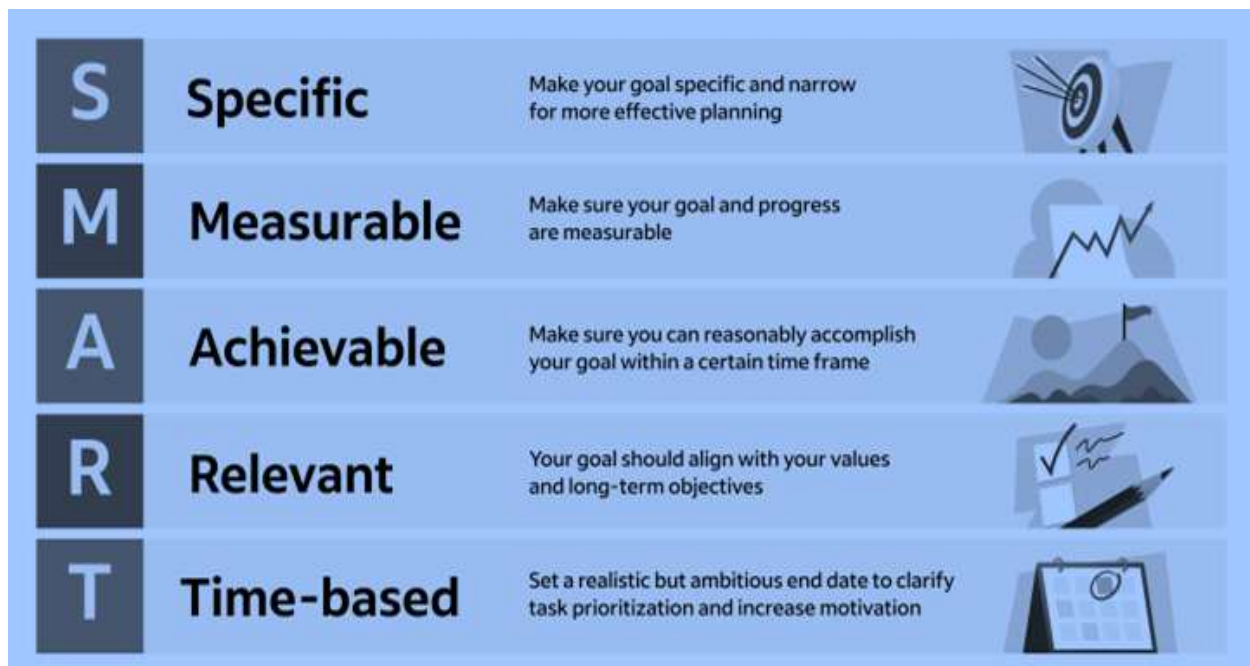 S
Specific
Make your goal specific and narrow
for more effective planning
M
Measurable
Make sure your goal and progress
are measurable
A
Achievable
Make sure you can reasonably accomplish
your goal within a certain time frame
R
Relevant
Your goal should align with your values
and long-term objectives
T
Time-based
Set a realistic but ambitious end date to clarify
task prioritization and increase motivation